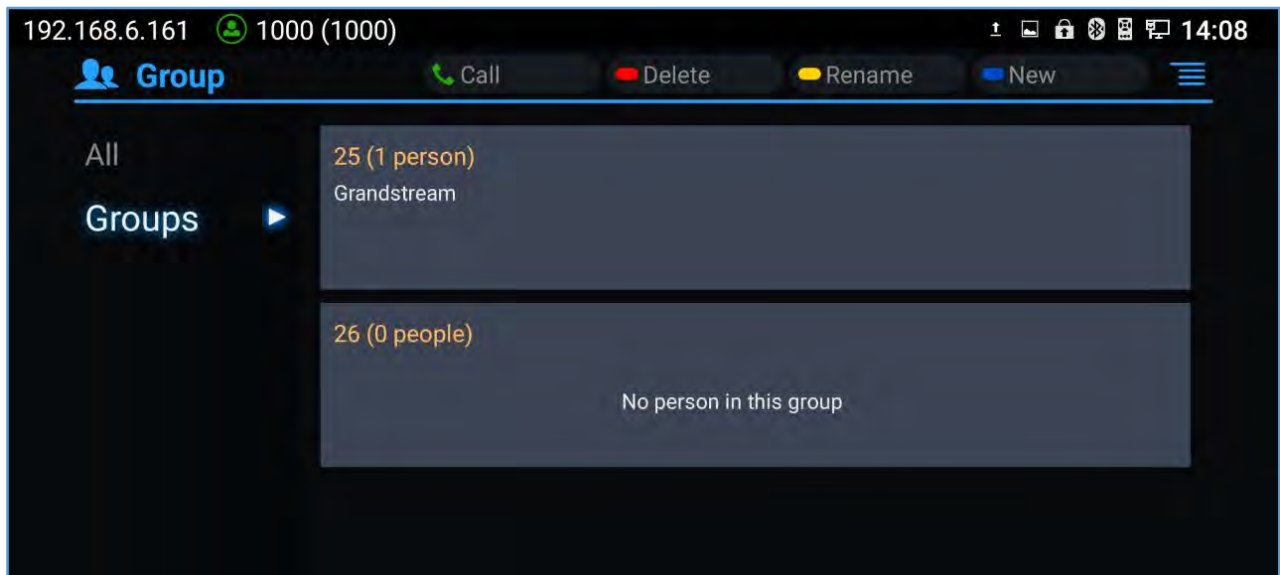 192.168.6.161 1000 (1000) 14:08
Group Call Delete Rename New
All
Groups
25 (1 person)
Grandstream
26 (0 people)
No person in this group